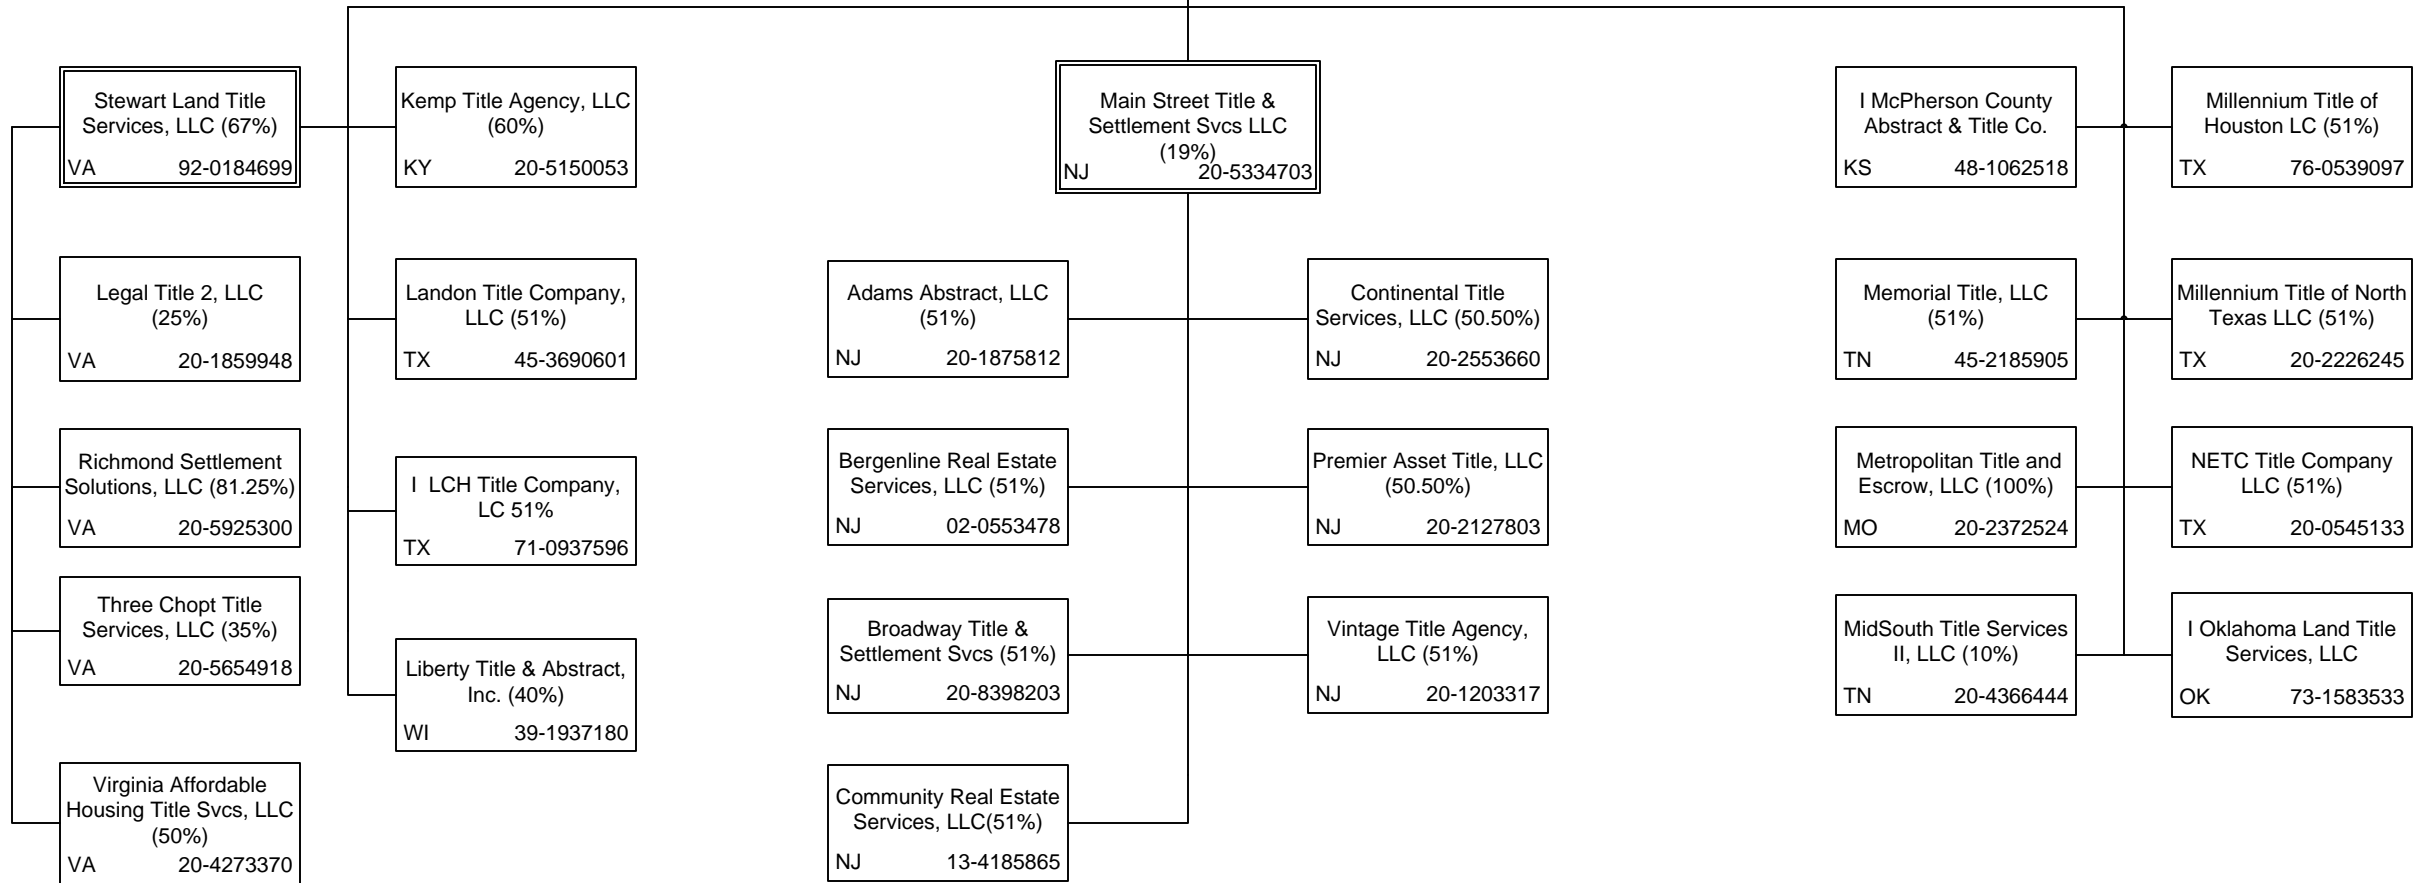 Stewart Land Title
Services, LLC (67%)
VA 92-0184699
Legal Title 2, LLC
(25%)
VA 20-1859948
Richmond Settlement
Solutions, LLC (81.25%)
VA 20-5925300
Three Chopt Title
Services, LLC (35%)
VA 20-5654918
Virginia Affordable
Housing Title Svcs, LLC
(50%)
VA 20-4273370
Kemp Title Agency, LLC
(60%)
KY 20-5150053
Landon Title Company,
LLC (51%)
TX 45-3690601
I LCH Title Company,
LC 51%
TX 71-0937596
Liberty Title & Abstract,
Inc. (40%)
WI 39-1937180
Main Street Title &
Settlement Svcs LLC
(19%)
NJ 20-5334703
Adams Abstract, LLC
(51%)
NJ 20-1875812
Bergenline Real Estate
Services, LLC (51%)
NJ 02-0553478
Broadway Title &
Settlement Svcs (51%)
NJ 20-8398203
Community Real Estate
Services, LLC(51%)
NJ 13-4185865
Continental Title
Services, LLC (50.50%)
NJ 20-2553660
Premier Asset Title, LLC
(50.50%)
NJ 20-2127803
Vintage Title Agency,
LLC (51%)
NJ 20-1203317
I McPherson County
Abstract & Title Co.
KS 48-1062518
Memorial Title, LLC
(51%)
TN 45-2185905
Metropolitan Title and
Escrow, LLC (100%)
MO 20-2372524
MidSouth Title Services
II, LLC (10%)
TN 20-4366444
Millennium Title of
Houston LC (51%)
TX 76-0539097
Millennium Title of North
Texas LLC (51%)
TX 20-2226245
NETC Title Company
LLC (51%)
TX 20-0545133
I Oklahoma Land Title
Services, LLC
OK 73-1583533